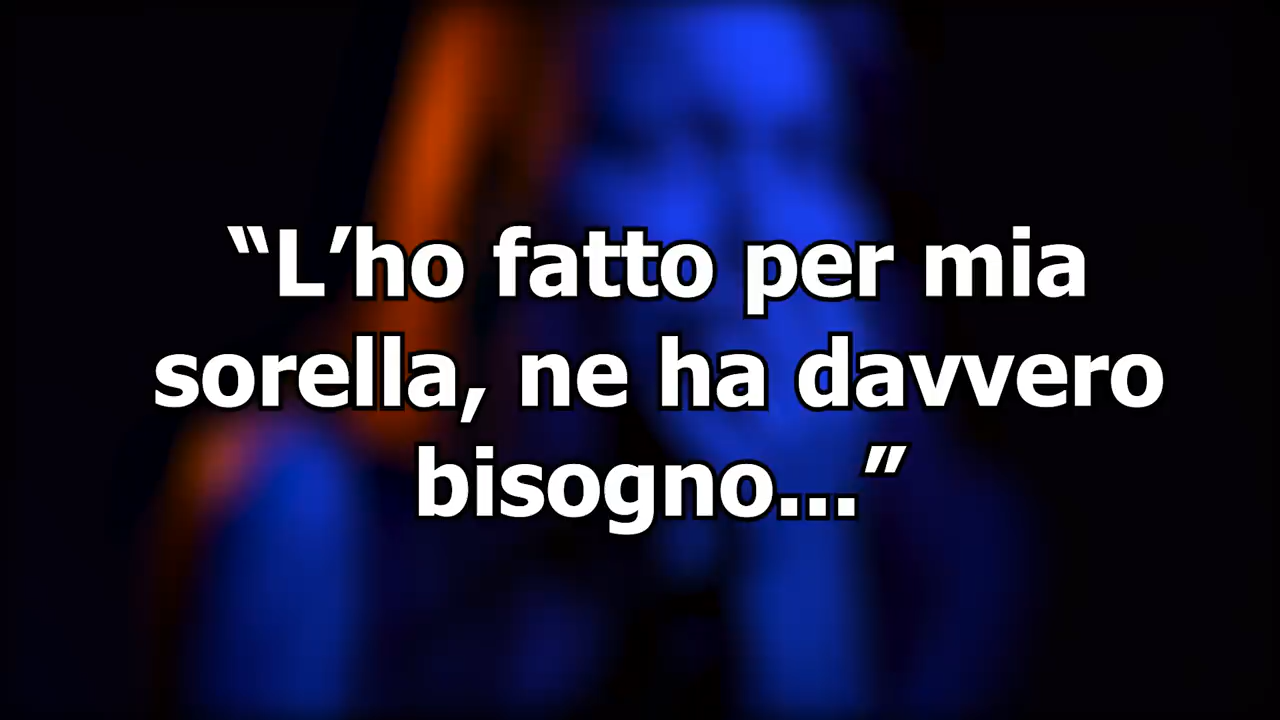 “L’ho fatto per mia
sorella, ne ha davvero
bisogno...”